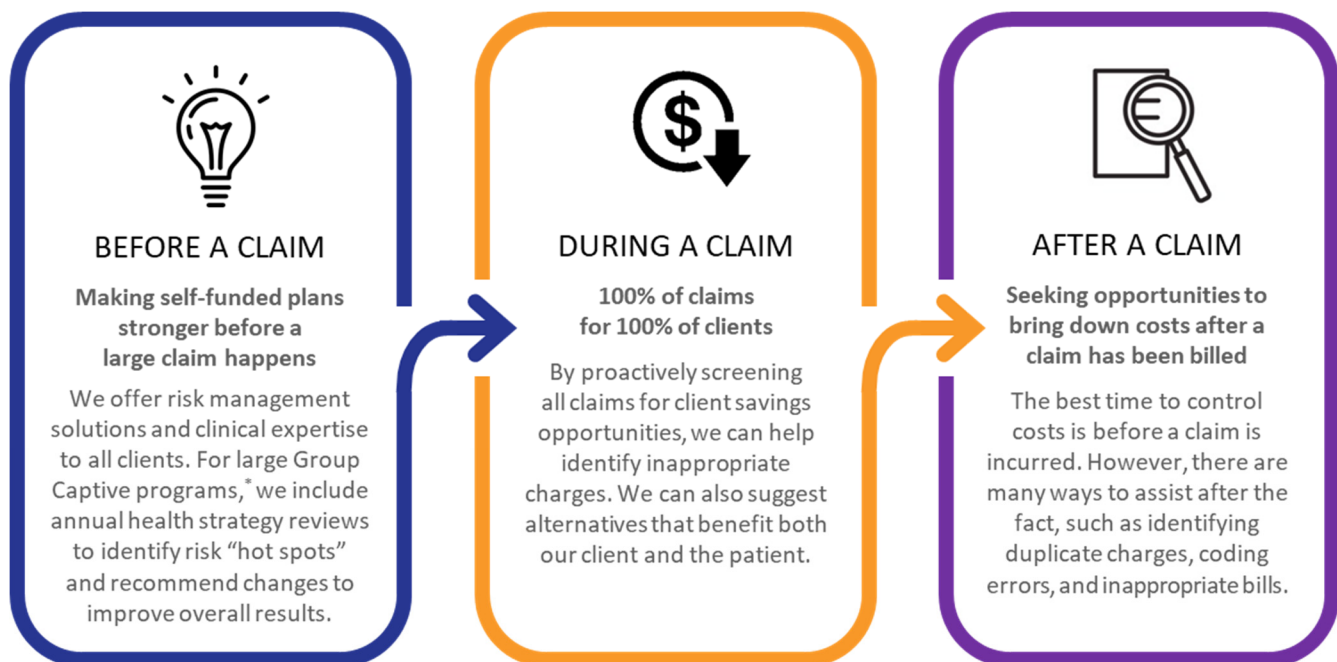 BEFORE A CLAIM
Making self-funded plans
stronger before a
large claim happens
We offer risk management
solutions and clinical expertise
to all clients. For large Group
Captive programs,* we include
annual health strategy reviews
to identify risk “hot spots”
and recommend changes to
improve overall results.
$
DURING A CLAIM
100% of claims
for 100% of clients
By proactively screening
all claims for client savings
opportunities, we can help
identify inappropriate
charges. We can also suggest
alternatives that benefit both
our client and the patient.
AFTER A CLAIM
Seeking opportunities to
bring down costs after a
claim has been billed
The best time to control
costs is before a claim is
incurred. However, there are
many ways to assist after the
fact, such as identifying
duplicate charges, coding
errors, and inappropriate bills.